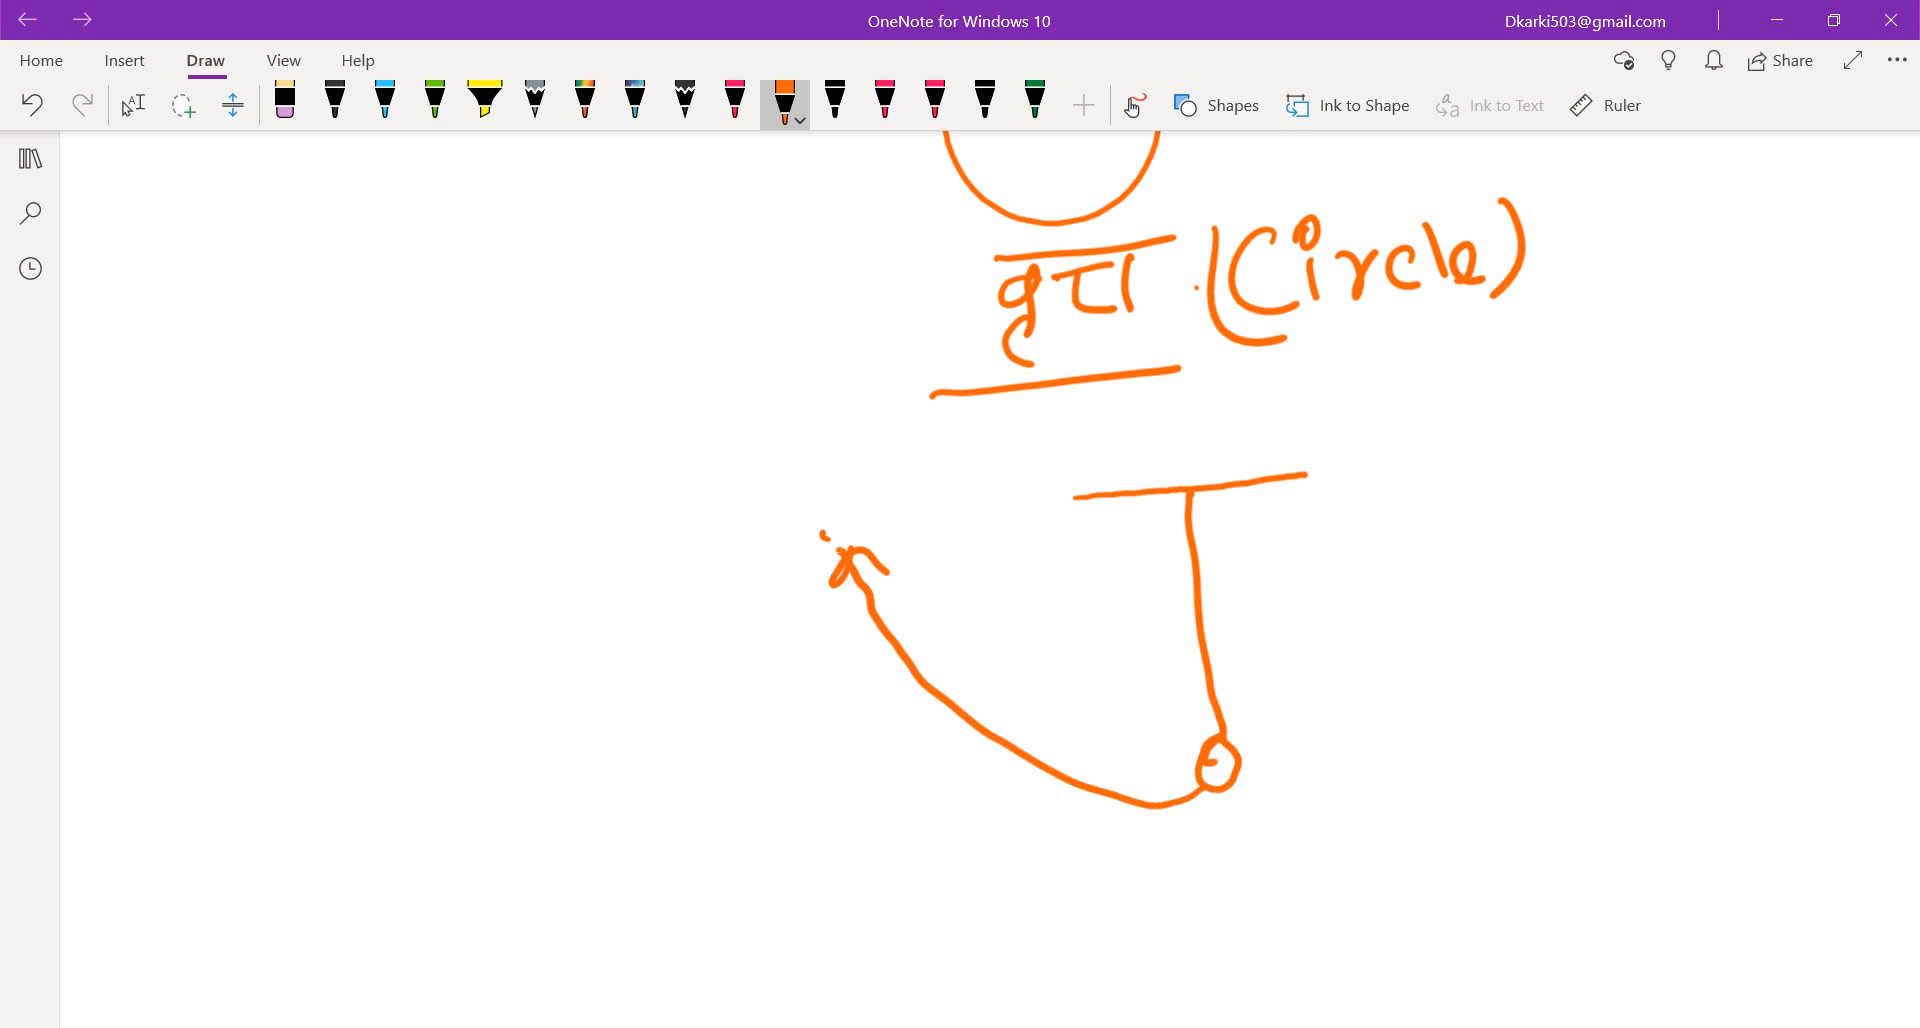 OneNote for Windows 10
Dkarki503@gmail.com
Home Insert Draw View Help
Share
Shapes Ink to Shape Ink to Text Ruler
वृत्त (Circle)